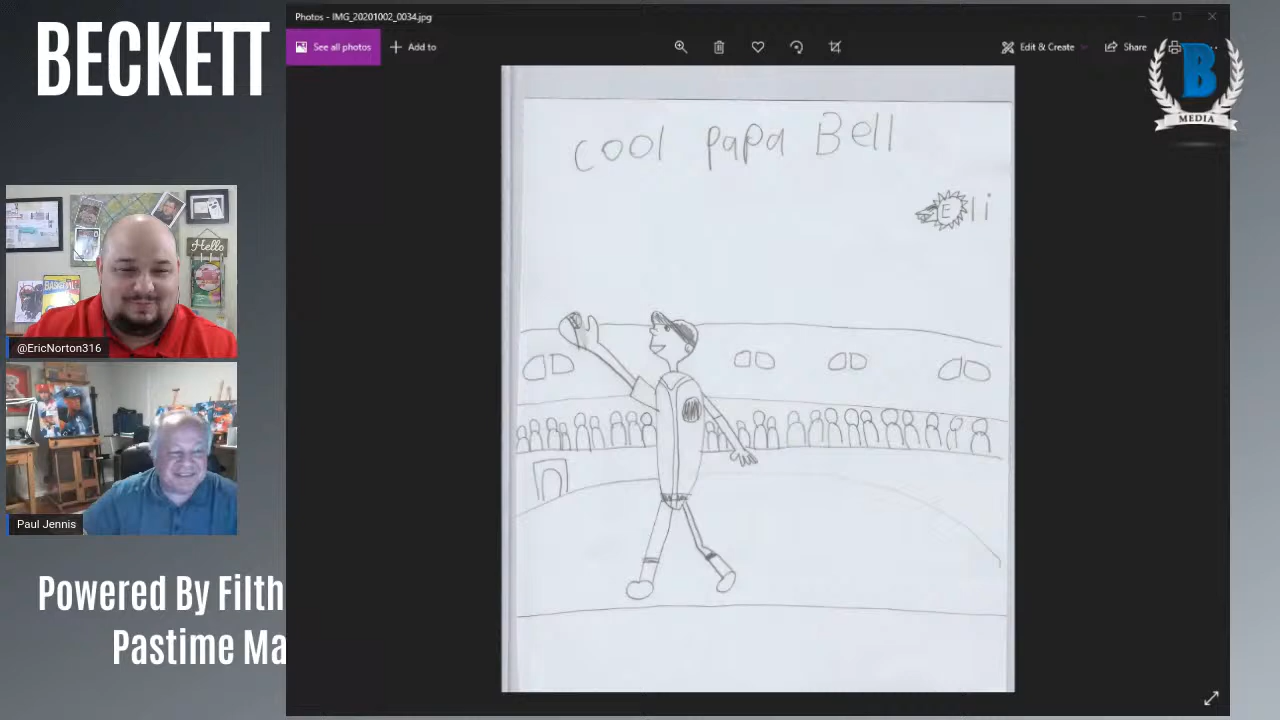 BECKETT
Photos - IMG_20201002_0034.jpg
See all photos
Add to
Edit & Create
Share
B
MEDIA
cool papa Bell
Eli
Hello
@EricNorton316
Paul Jennis
Powered By Filth
Pastime Ma